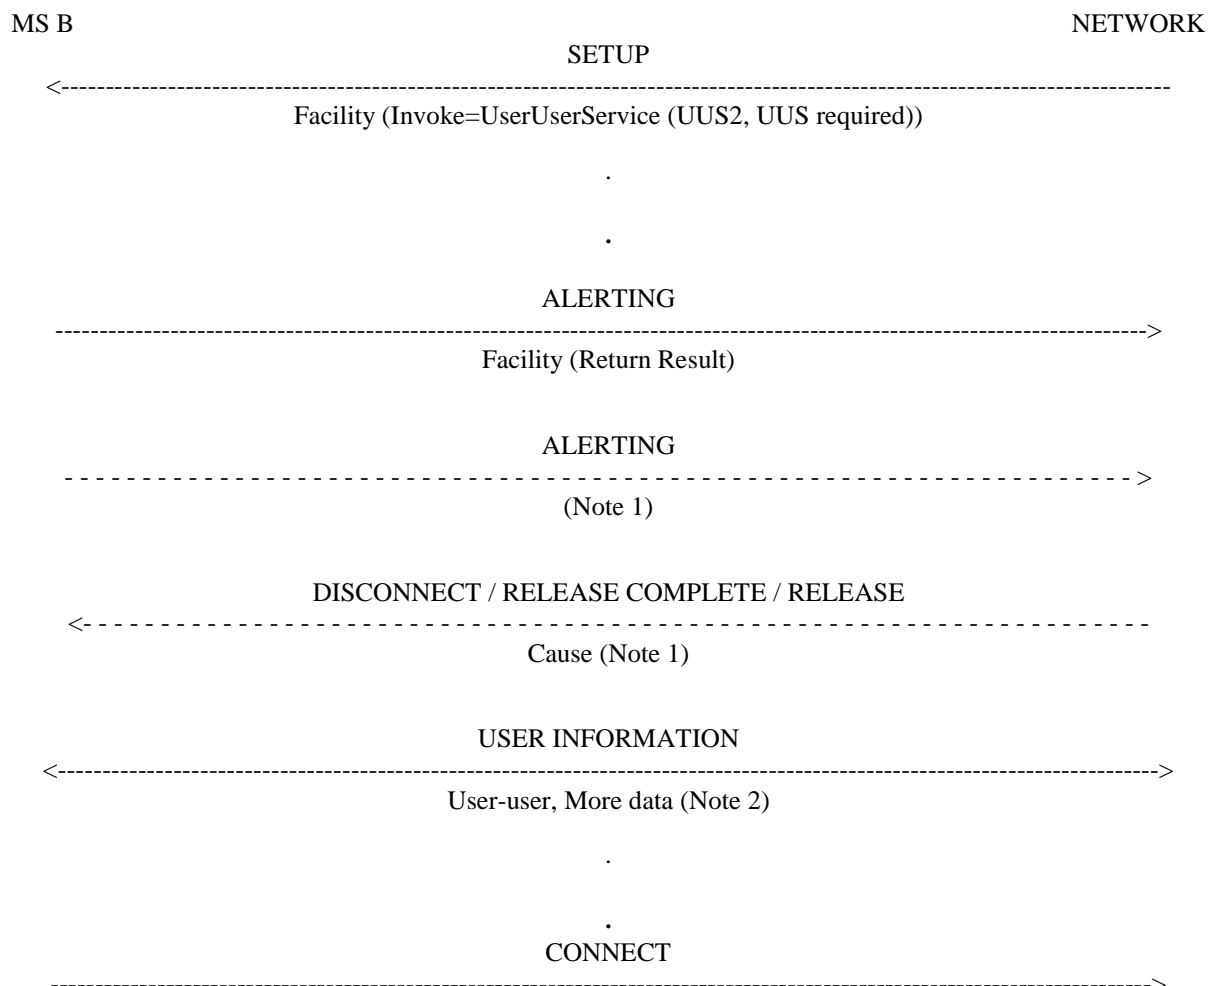 MS B NETWORK
SETUP
<------------------------------------------------------------------------------------------------------------------------------
Facility (Invoke=UserUserService (UUS2, UUS required))
.
.
ALERTING
---------------------------------------------------------------------------------------------------------------------------->
Facility (Return Result)
ALERTING
- - - - - - - - - - - - - - - - - - - - - - - - - - - - - - - - - - - - - - - - - - - - - - - - - - - - - - - - >
(Note 1)
DISCONNECT / RELEASE COMPLETE / RELEASE
<- - - - - - - - - - - - - - - - - - - - - - - - - - - - - - - - - - - - - - - - - - - - - - - - - - - - - - - -
Cause (Note 1)
USER INFORMATION
<---------------------------------------------------------------------------------------------------------------------------->
User-user, More data (Note 2)
.
.
CONNECT
----------------------------------------------------------------------------------------------------------------------------->